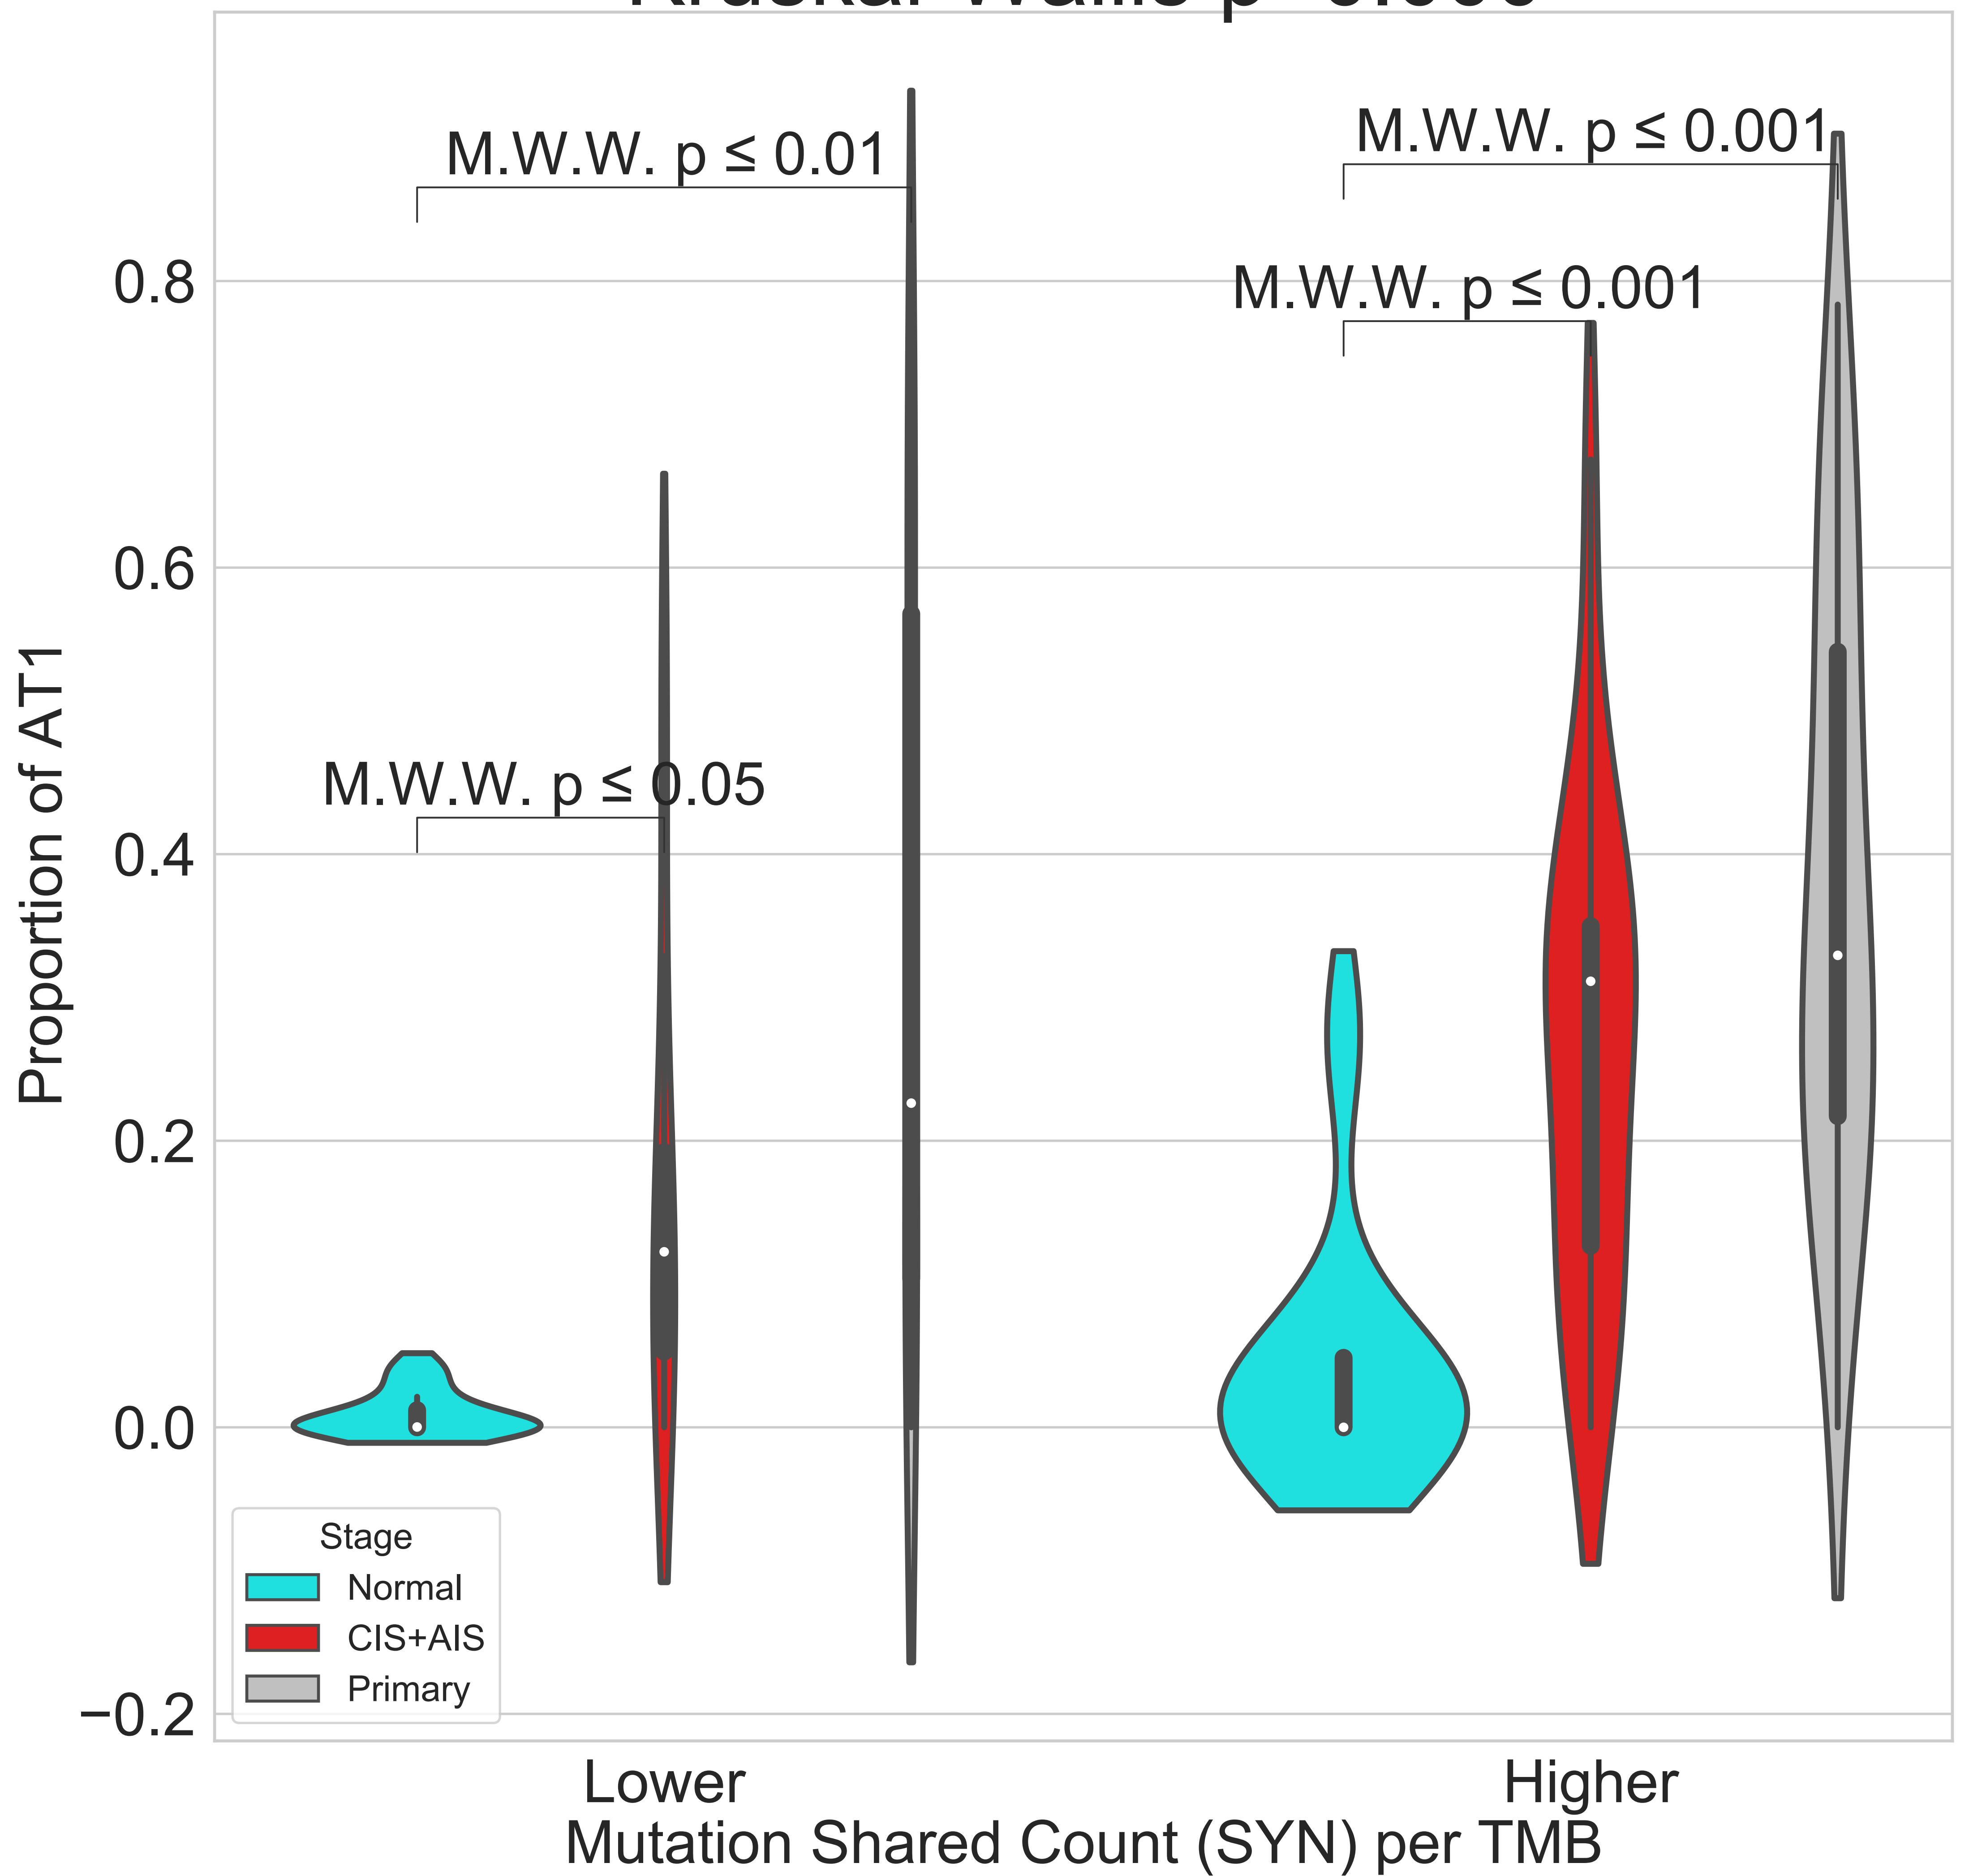 M.W.W. p ≤ 0.001
M.W.W. p ≤ 0.01
M.W.W. p ≤ 0.001
M.W.W. p ≤ 0.05
0.8
0.6
0.4
0.2
0.0
−0.2
Proportion of AT1
Stage
Normal
CIS+AIS
Primary
Lower
Higher
Mutation Shared Count (SYN) per TMB